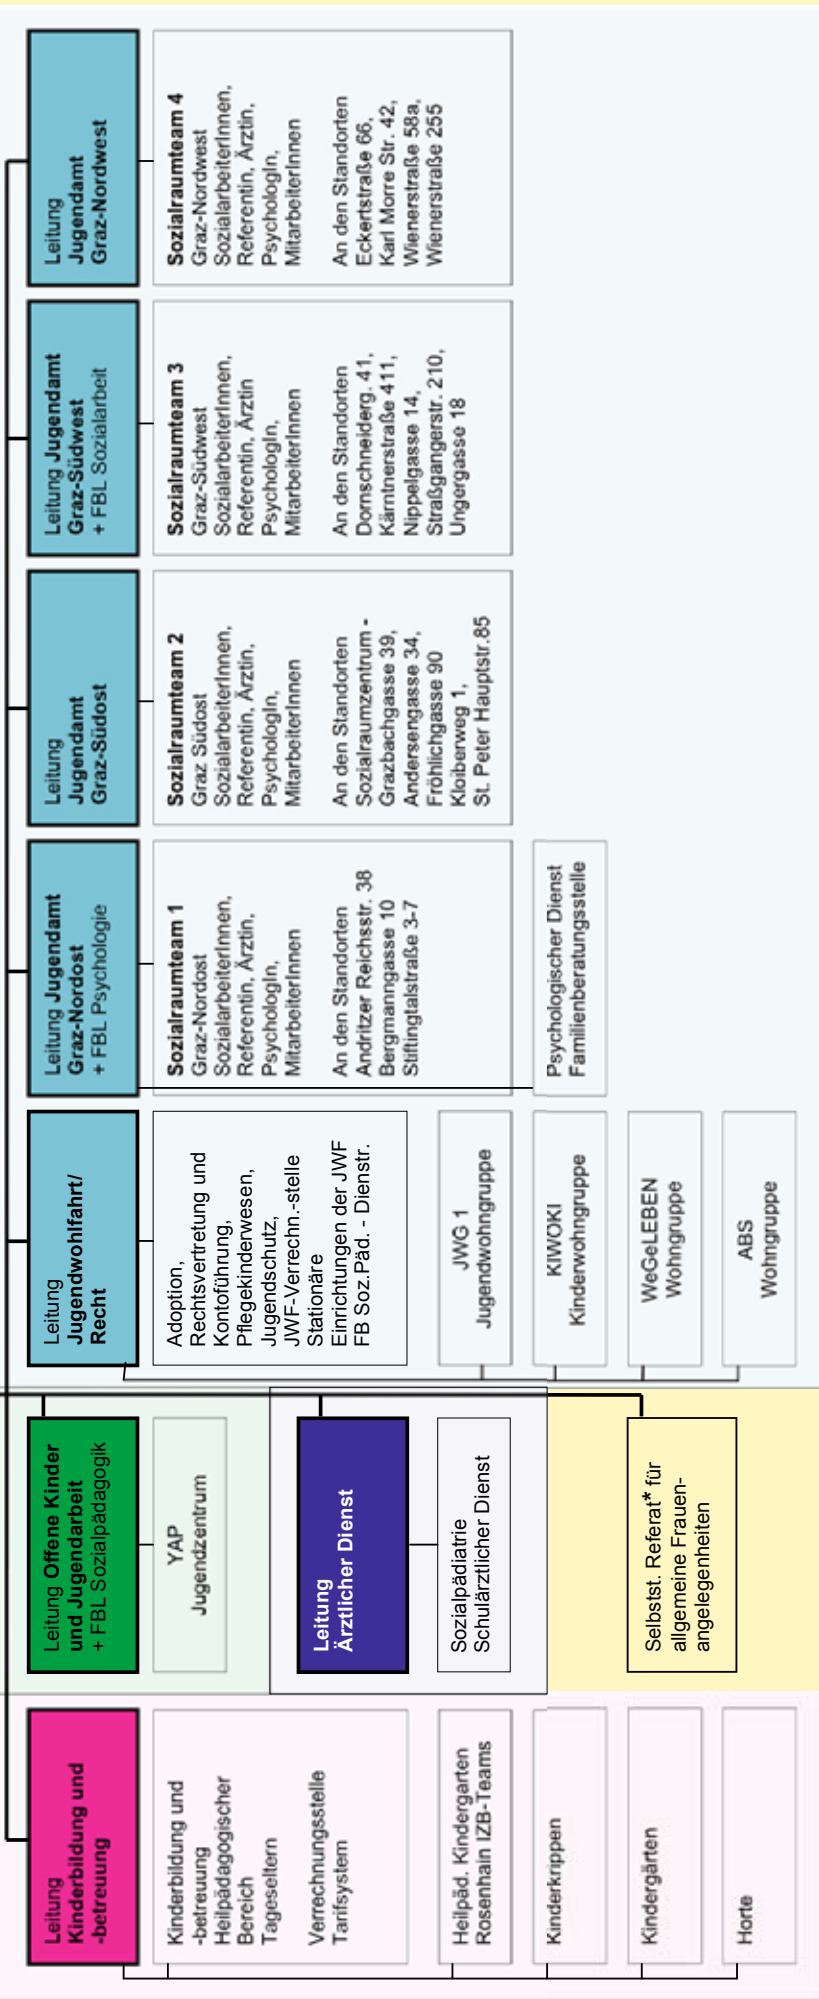 Leitung
Kinderbildung und
-betreuung
Kinderbildung und
-betreuung
Heilpädagogischer
Bereich
Tageseltern
Verrechnungsstelle
Tarifsystem
Heilpäd. Kindergarten
Rosenhain IZB-Teams
Kinderkrippen
Kindergärten
Horte
Leitung Offene Kinder
und Jugendarbeit
+ FBL Sozialpädagogik
YAP
Jugendzentrum
Leitung
Ärztlicher Dienst
Sozialpädiatrie
Schulärztlicher Dienst
Selbstst. Referat* für
allgemeine Frauen-
angelegenheiten
Leitung
Jugendwohlfahrt/
Recht
Adoption,
Rechtsvertretung und
Kontoführung,
Pflegekinderwesen,
Jugendschutz,
JWF-Verrechn.-stelle
Stationäre
Einrichtungen der JWF
FB Soz.Päd. - Dienstr.
JWG 1
Jugendwohngruppe
KIWOKI
Kinderwohngruppe
WeGeLEBEN
Wohngruppe
ABS
Wohngruppe
Leitung Jugendamt
Graz-Nordost
+ FBL Psychologie
Sozialraumteam 1
Graz-Nordost
SozialarbeiterInnen,
Referentin, Ärztin,
PsychologIn,
MitarbeiterInnen
An den Standorten
Andritzer Reichsstr. 38
Bergmanngasse 10
Stiftingtalstraße 3-7
Psychologischer Dienst
Familienberatungsstelle
Leitung
Jugendamt
Graz-Südost
Sozialraumteam 2
Graz Südost
SozialarbeiterInnen,
Referentin, Ärztin,
PsychologIn,
MitarbeiterInnen
An den Standorten
Sozialraumzentrum -
Grazbachgasse 39,
Andersengasse 34,
Fröhlichgasse 90
Kloiberweg 1,
St. Peter Hauptstr.85
Leitung Jugendamt
Graz-Südwest
+ FBL Sozialarbeit
Sozialraumteam 3
Graz-Südwest
SozialarbeiterInnen,
Referentin, Ärztin
PsychologIn,
MitarbeiterInnen
An den Standorten
Dornschneiderg. 41,
Kärntnerstraße 411,
Nippelgasse 14,
Straßgangerstr. 210,
Ungergasse 18
Leitung
Jugendamt
Graz-Nordwest
Sozialraumteam 4
Graz-Nordwest
SozialarbeiterInnen,
Referentin, Ärztin,
PsychologIn,
MitarbeiterInnen
An den Standorten
Eckertstraße 66,
Karl Morre Str. 42,
Wienerstraße 58a,
Wienerstraße 255